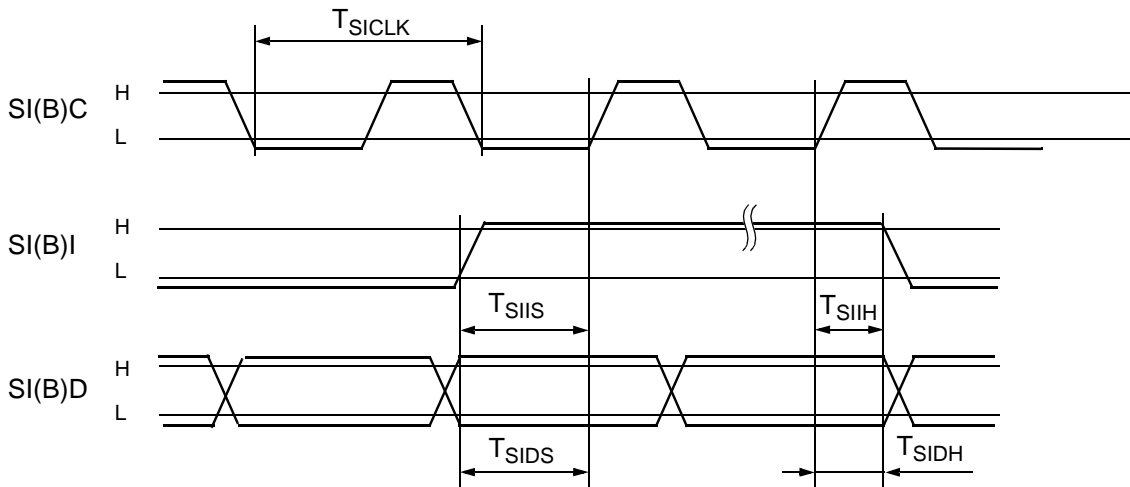 TSICLK
SI(B)C
H
L
SI(B)I
H
L
TSIIS
TSIIH
SI(B)D
H
L
TSIDS
TSIDH